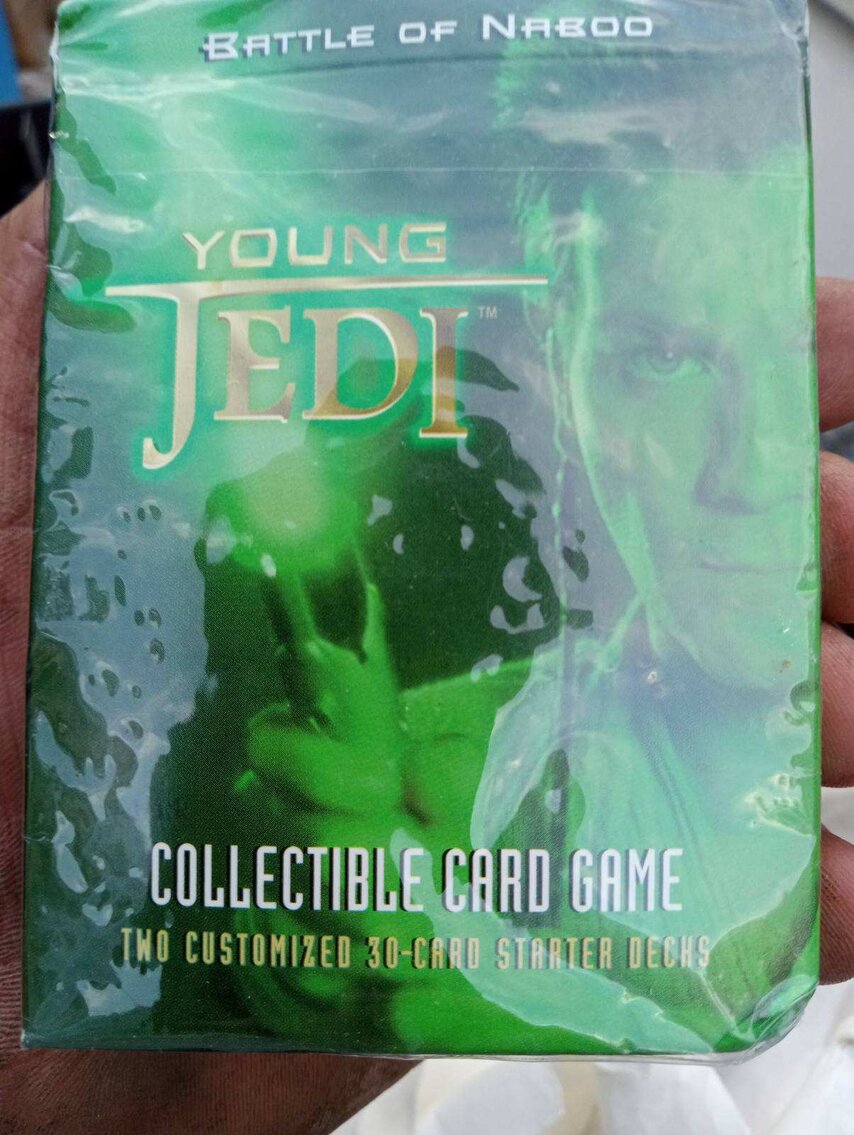 BATTLE OF NABOO
YOUNG
JEDI™
COLLECTIBLE CARD GAME
TWO CUSTOMIZED 30-CARD STARTER DECKS